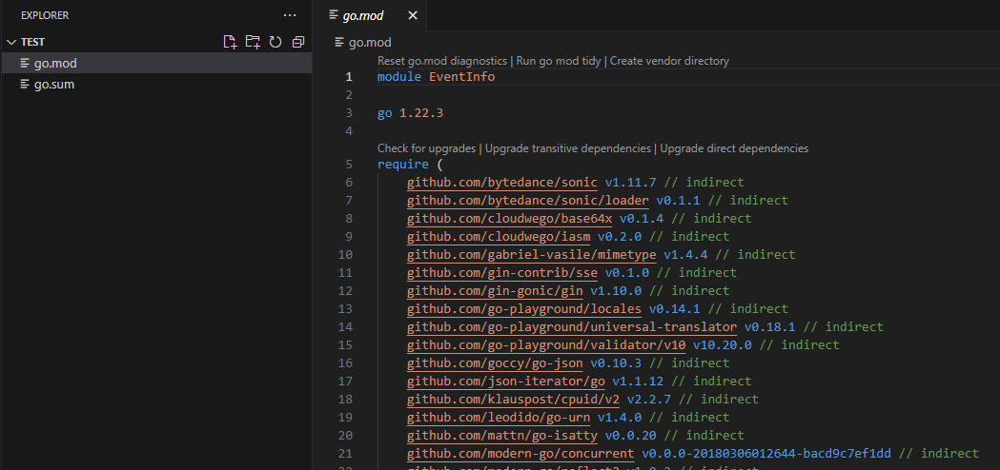 EXPLORER
TEST
go.mod
go.sum
go.mod
go.mod
Reset go.mod diagnostics | Run go mod tidy | Create vendor directory
1 module EventInfo
2
3 go 1.22.3
4
Check for upgrades | Upgrade transitive dependencies | Upgrade direct dependencies
5 require (
6 github.com/bytedance/sonic v1.11.7 // indirect
7 github.com/bytedance/sonic/loader v0.1.1 // indirect
8 github.com/cloudwego/base64x v0.1.4 // indirect
9 github.com/cloudwego/iasm v0.2.0 // indirect
10 github.com/gabriel-vasile/mimetype v1.4.4 // indirect
11 github.com/gin-contrib/sse v0.1.0 // indirect
12 github.com/gin-gonic/gin v1.10.0 // indirect
13 github.com/go-playground/locales v0.14.1 // indirect
14 github.com/go-playground/universal-translator v0.18.1 // indirect
15 github.com/go-playground/validator/v10 v10.20.0 // indirect
16 github.com/goccy/go-json v0.10.3 // indirect
17 github.com/json-iterator/go v1.1.12 // indirect
18 github.com/klauspost/cpuid/v2 v2.2.7 // indirect
19 github.com/leodido/go-urn v1.4.0 // indirect
20 github.com/mattn/go-isatty v0.0.20 // indirect
21 github.com/modern-go/concurrent v0.0.0-20180306012644-bacd9c7ef1dd // indirect